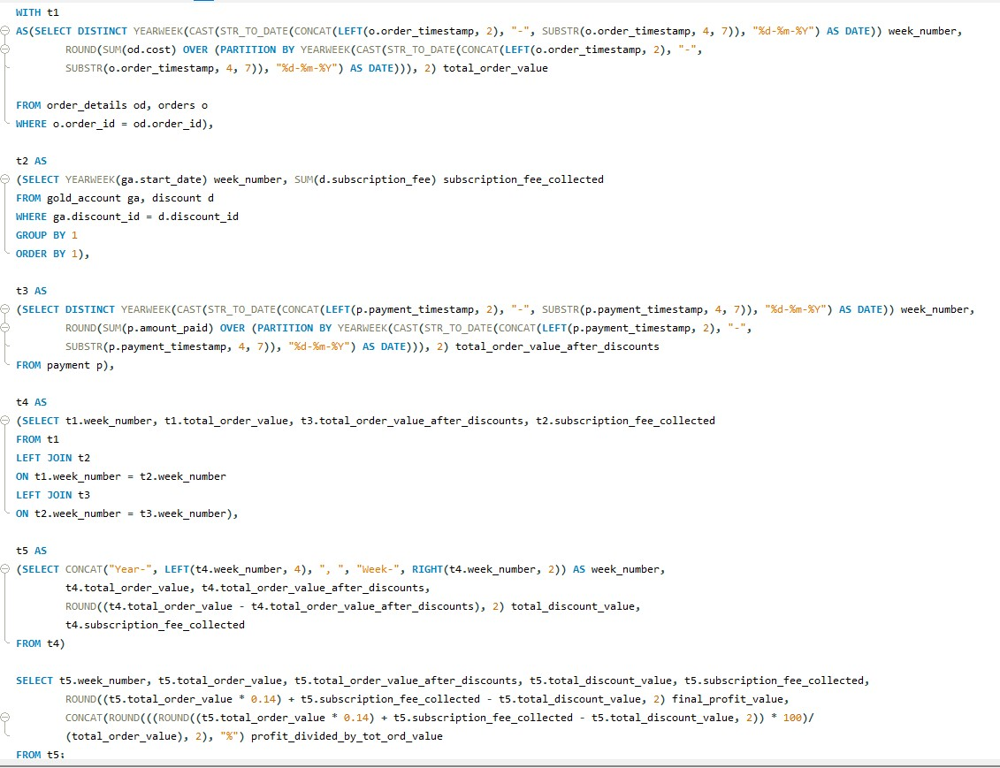 WITH t1
AS(SELECT DISTINCT YEARWEEK(CAST(STR_TO_DATE(CONCAT(LEFT(o.order_timestamp, 2), "-", SUBSTR(o.order_timestamp, 4, 7)), "%d-%m-%Y") AS DATE)) week_number,
ROUND(SUM(od.cost) OVER (PARTITION BY YEARWEEK(CAST(STR_TO_DATE(CONCAT(LEFT(o.order_timestamp, 2), "-",
SUBSTR(o.order_timestamp, 4, 7)), "%d-%m-%Y") AS DATE))), 2) total_order_value
FROM order_details od, orders o
WHERE o.order_id = od.order_id),
t2 AS
(SELECT YEARWEEK(ga.start_date) week_number, SUM(d.subscription_fee) subscription_fee_collected
FROM gold_account ga, discount d
WHERE ga.discount_id = d.discount_id
GROUP BY 1
ORDER BY 1),
t3 AS
(SELECT DISTINCT YEARWEEK(CAST(STR_TO_DATE(CONCAT(LEFT(p.payment_timestamp, 2), "-", SUBSTR(p.payment_timestamp, 4, 7)), "%d-%m-%Y") AS DATE)) week_number,
ROUND(SUM(p.amount_paid) OVER (PARTITION BY YEARWEEK(CAST(STR_TO_DATE(CONCAT(LEFT(p.payment_timestamp, 2), "-",
SUBSTR(p.payment_timestamp, 4, 7)), "%d-%m-%Y") AS DATE))), 2) total_order_value_after_discounts
FROM payment p),
t4 AS
(SELECT t1.week_number, t1.total_order_value, t3.total_order_value_after_discounts, t2.subscription_fee_collected
FROM t1
LEFT JOIN t2
ON t1.week_number = t2.week_number
LEFT JOIN t3
ON t2.week_number = t3.week_number),
t5 AS
(SELECT CONCAT("Year-", LEFT(t4.week_number, 4), ", ", "Week-", RIGHT(t4.week_number, 2)) AS week_number,
t4.total_order_value, t4.total_order_value_after_discounts,
ROUND((t4.total_order_value - t4.total_order_value_after_discounts), 2) total_discount_value,
t4.subscription_fee_collected
FROM t4)
SELECT t5.week_number, t5.total_order_value, t5.total_order_value_after_discounts, t5.total_discount_value, t5.subscription_fee_collected,
ROUND((t5.total_order_value * 0.14) + t5.subscription_fee_collected - t5.total_discount_value, 2) final_profit_value,
CONCAT(ROUND(((ROUND((t5.total_order_value * 0.14) + t5.subscription_fee_collected - t5.total_discount_value, 2)) * 100)/
(total_order_value), 2), "%") profit_divided_by_tot_ord_value
FROM t5;